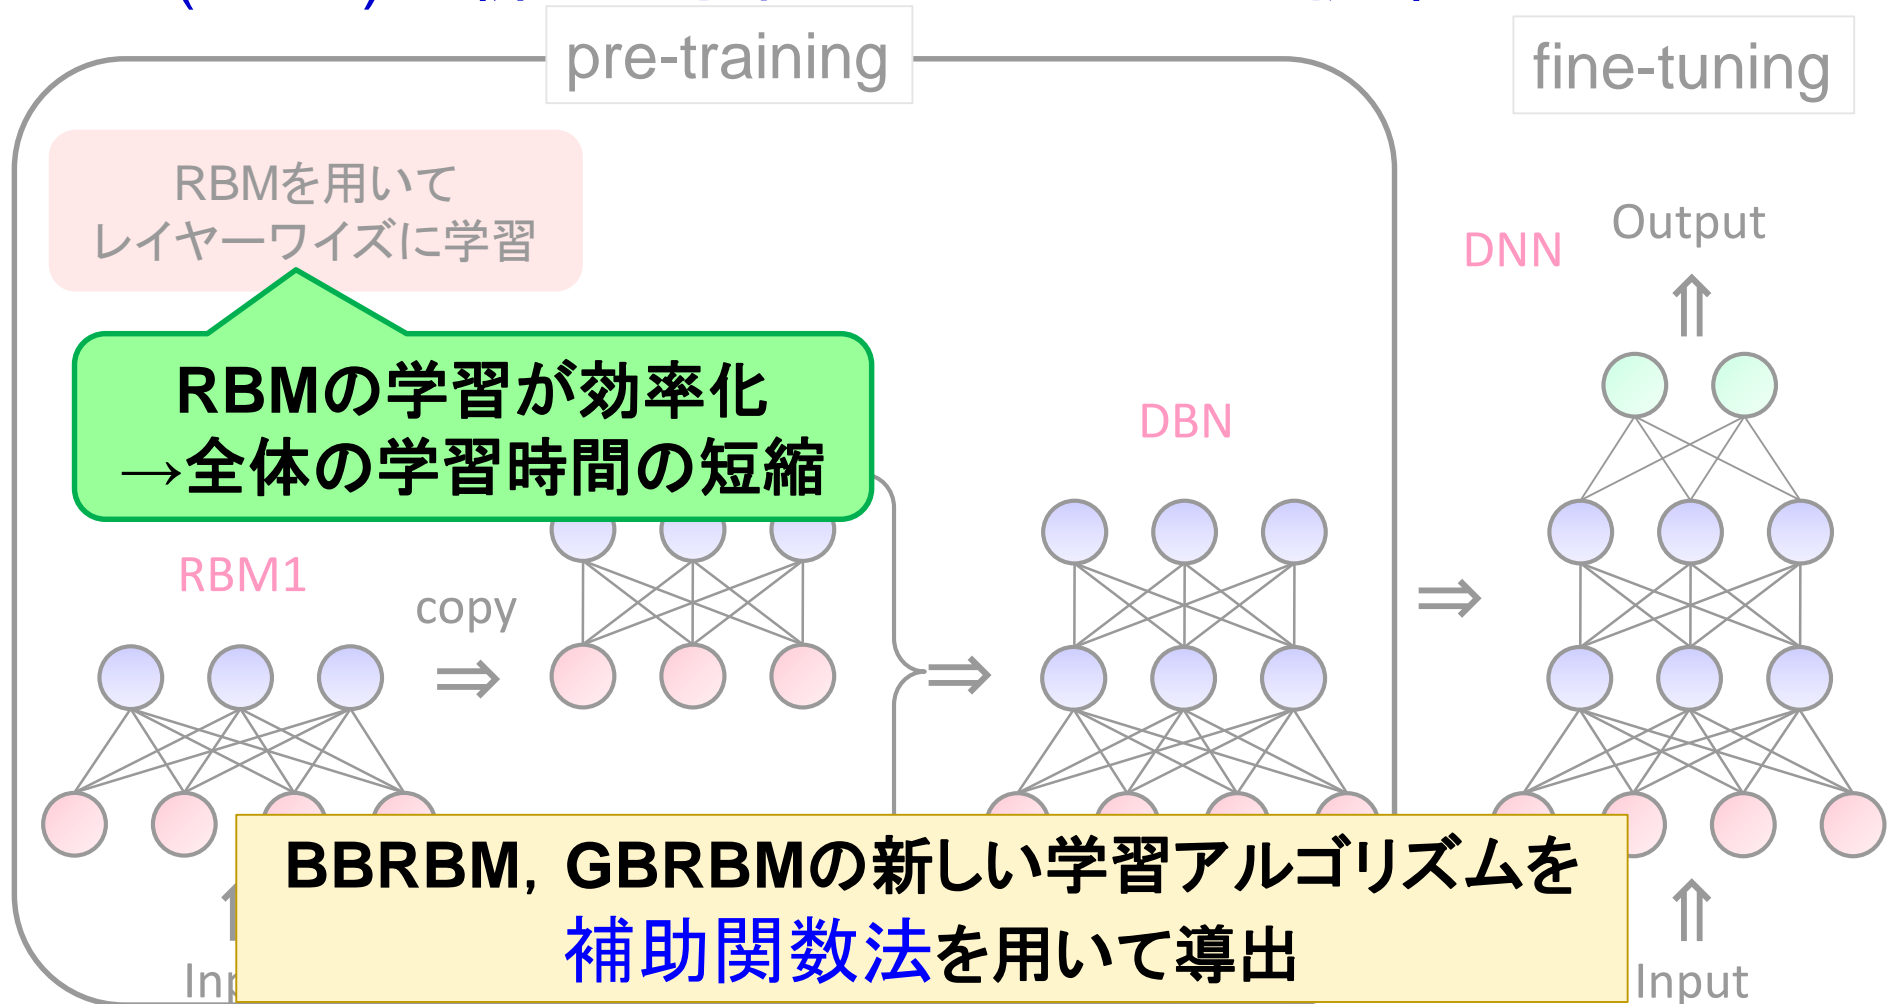 pre-training
fine-tuning
RBMを用いて
レイヤーワイズに学習
Output
DNN
RBMの学習が効率化
→全体の学習時間の短縮
DBN
RBM1
copy
BBRBM，GBRBMの新しい学習アルゴリズムを
補助関数法を用いて導出
Input